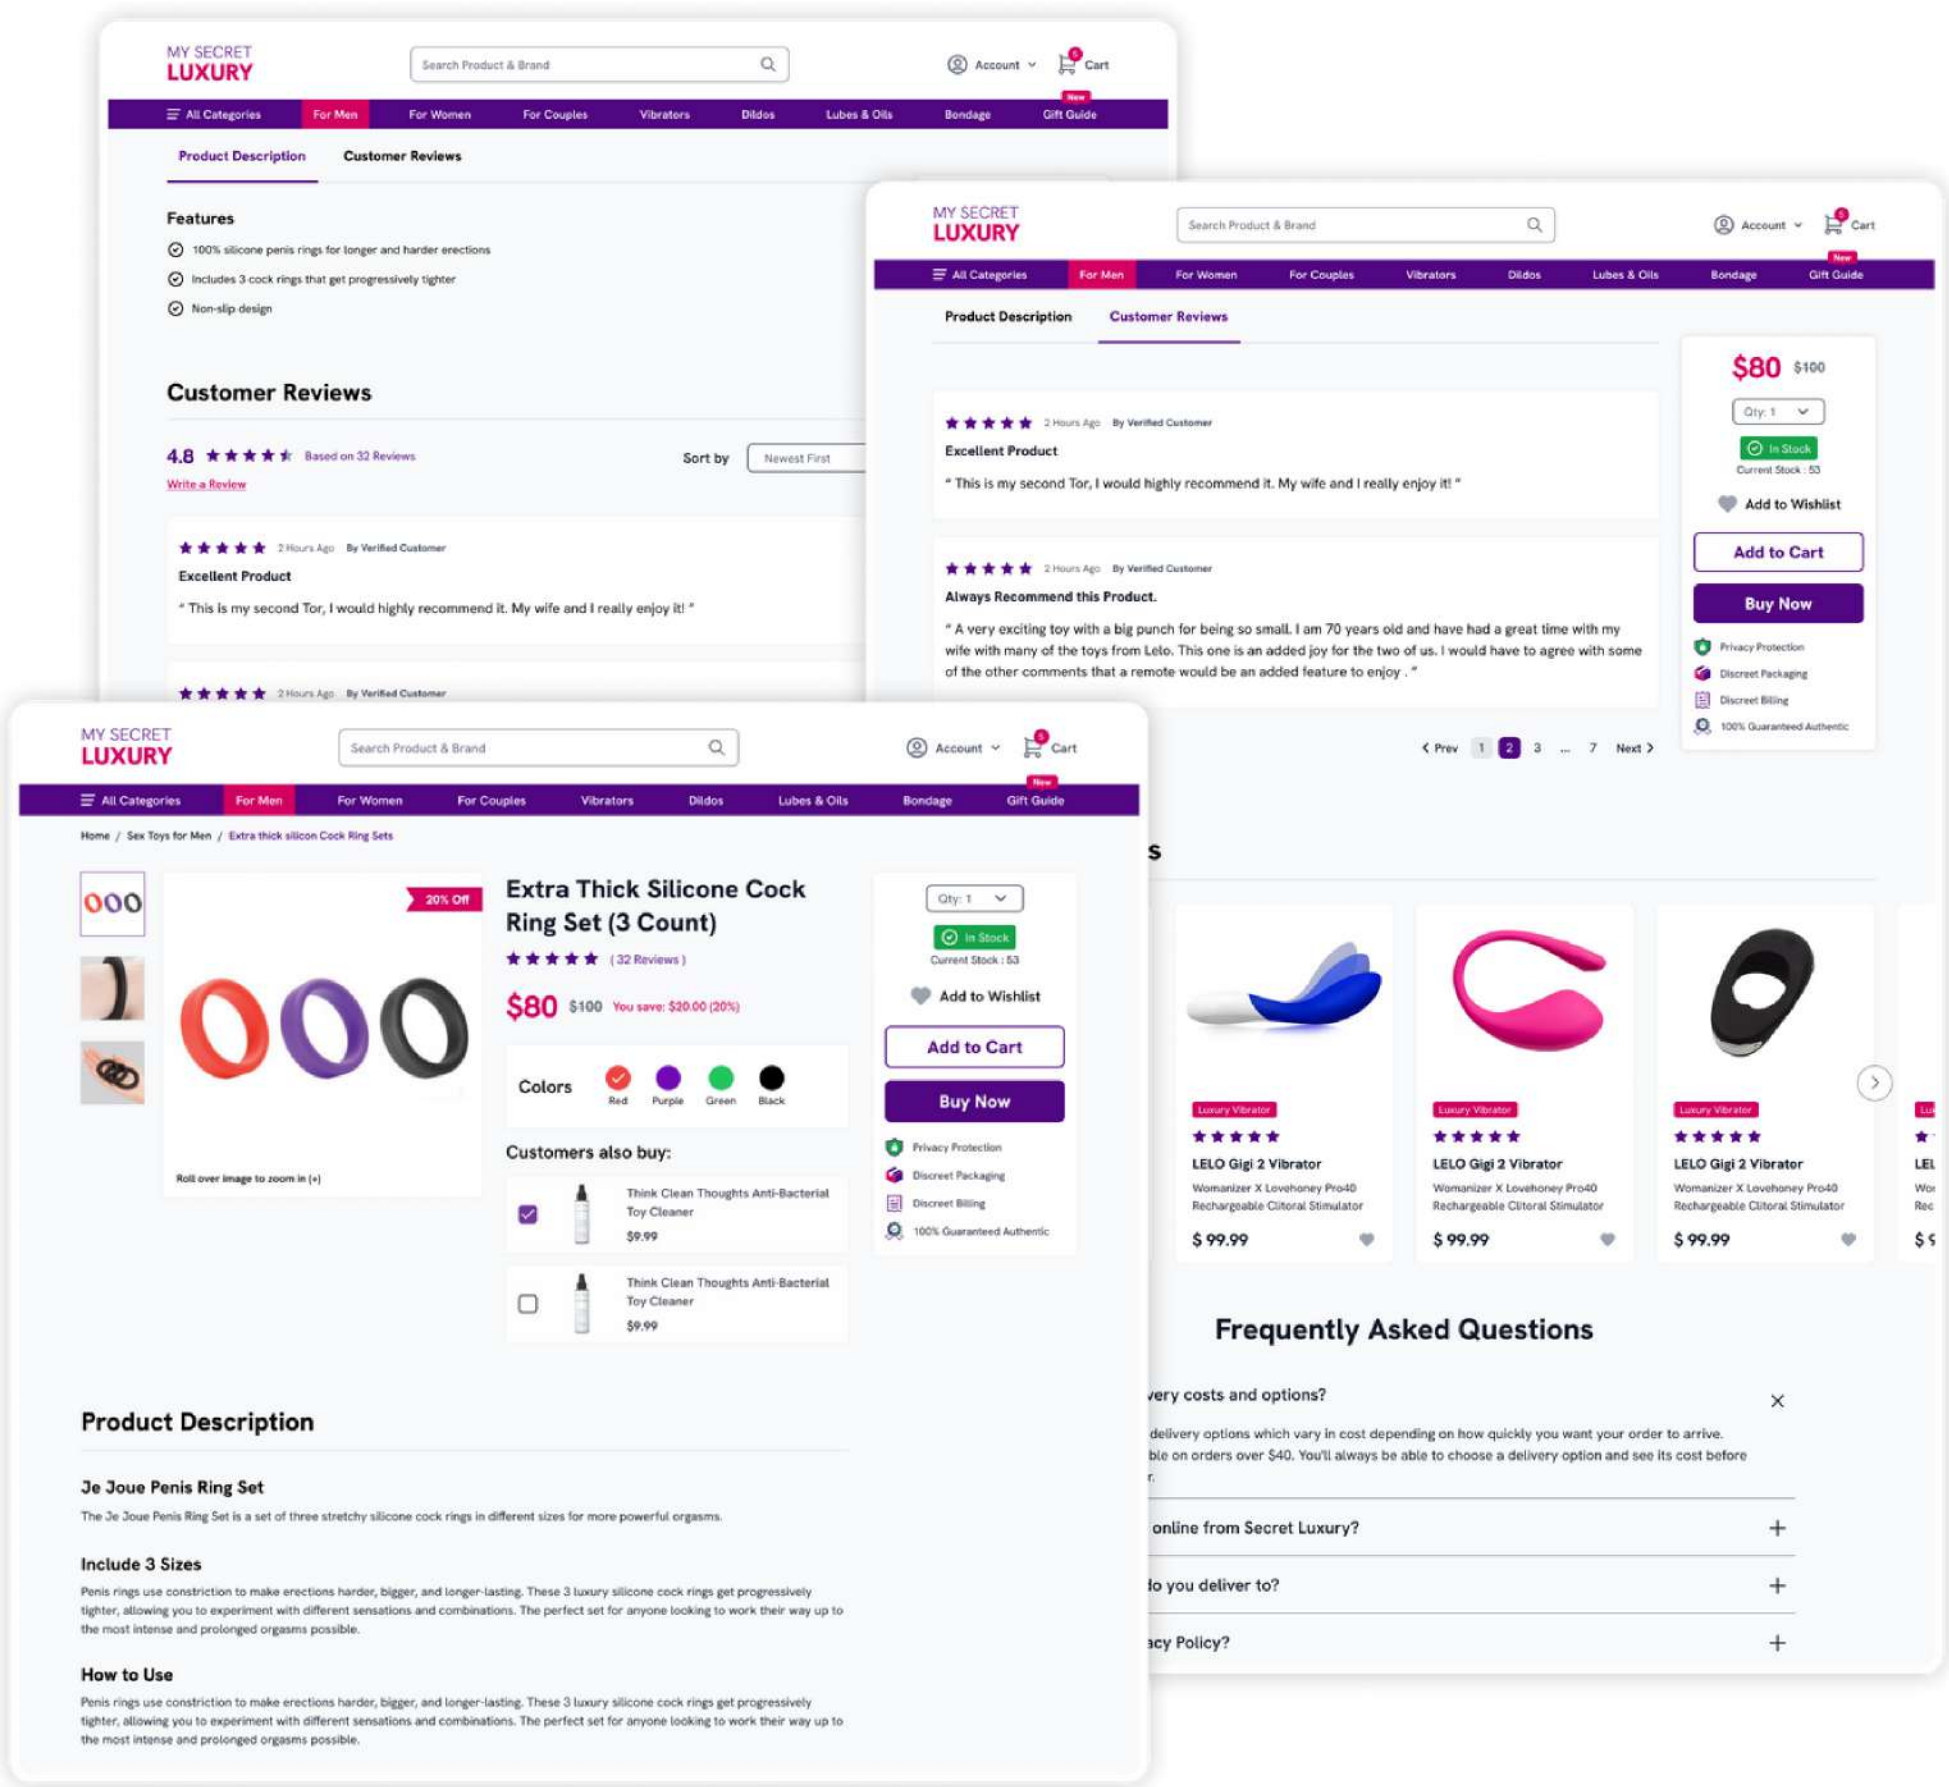 MY SECRET
LUXURY
Search Product & Brand
Account
5
Cart
All Categories
For Men
For Women
For Couples
Vibrators
Dildos
Lubes & Oils
Bondage
New
Gift Guide
Product Description
Customer Reviews
Features
100% silicone penis rings for longer and harder erections
Includes 3 cock rings that get progressively tighter
Non-slip design
Customer Reviews
4.8
Based on 32 Reviews
Sort by
Newest First
Write a Review
2 Hours Ago
By Verified Customer
Excellent Product
“ This is my second Tor, I would highly recommend it. My wife and I really enjoy it! ”
2 Hours Ago
By Verified Customer
MY SECRET
LUXURY
Search Product & Brand
Account
5
Cart
All Categories
For Men
For Women
For Couples
Vibrators
Dildos
Lubes & Oils
Bondage
New
Gift Guide
Product Description
Customer Reviews
2 Hours Ago
By Verified Customer
Excellent Product
“ This is my second Tor, I would highly recommend it. My wife and I really enjoy it! ”
2 Hours Ago
By Verified Customer
Always Recommend this Product.
“ A very exciting toy with a big punch for being so small. I am 70 years old and have had a great time with my
wife with many of the toys from Lelo. This one is an added joy for the two of us. I would have to agree with some
of the other comments that a remote would be an added feature to enjoy . ”
Prev
1
2
3
...
7
Next
$80
$100
Qty: 1
In Stock
Current Stock : 53
Add to Wishlist
Add to Cart
Buy Now
Privacy Protection
Discreet Packaging
Discreet Billing
100% Guaranteed Authentic
s
Luxury Vibrator
LELO Gigi 2 Vibrator
Womanizer X Lovehoney Pro40
Rechargeable Clitoral Stimulator
$ 99.99
Luxury Vibrator
LELO Gigi 2 Vibrator
Womanizer X Lovehoney Pro40
Rechargeable Clitoral Stimulator
$ 99.99
Luxury Vibrator
LELO Gigi 2 Vibrator
Womanizer X Lovehoney Pro40
Rechargeable Clitoral Stimulator
$ 99.99
Frequently Asked Questions
very costs and options?
delivery options which vary in cost depending on how quickly you want your order to arrive.
ble on orders over $40. You'll always be able to choose a delivery option and see its cost before
r.
online from Secret Luxury?
do you deliver to?
acy Policy?
MY SECRET
LUXURY
Search Product & Brand
Account
5
Cart
All Categories
For Men
For Women
For Couples
Vibrators
Dildos
Lubes & Oils
Bondage
New
Gift Guide
Home / Sex Toys for Men / Extra thick silicon Cock Ring Sets
20% Off
Roll over image to zoom in (+)
Extra Thick Silicone Cock
Ring Set (3 Count)
( 32 Reviews )
$80
$100
You save: $20.00 (20%)
Colors
Red
Purple
Green
Black
Customers also buy:
Think Clean Thoughts Anti-Bacterial
Toy Cleaner
$9.99
Think Clean Thoughts Anti-Bacterial
Toy Cleaner
$9.99
Qty: 1
In Stock
Current Stock : 53
Add to Wishlist
Add to Cart
Buy Now
Privacy Protection
Discreet Packaging
Discreet Billing
100% Guaranteed Authentic
Product Description
Je Joue Penis Ring Set
The Je Joue Penis Ring Set is a set of three stretchy silicone cock rings in different sizes for more powerful orgasms.
Include 3 Sizes
Penis rings use constriction to make erections harder, bigger, and longer-lasting. These 3 luxury silicone cock rings get progressively
tighter, allowing you to experiment with different sensations and combinations. The perfect set for anyone looking to work their way up to
the most intense and prolonged orgasms possible.
How to Use
Penis rings use constriction to make erections harder, bigger, and longer-lasting. These 3 luxury silicone cock rings get progressively
tighter, allowing you to experiment with different sensations and combinations. The perfect set for anyone looking to work their way up to
the most intense and prolonged orgasms possible.